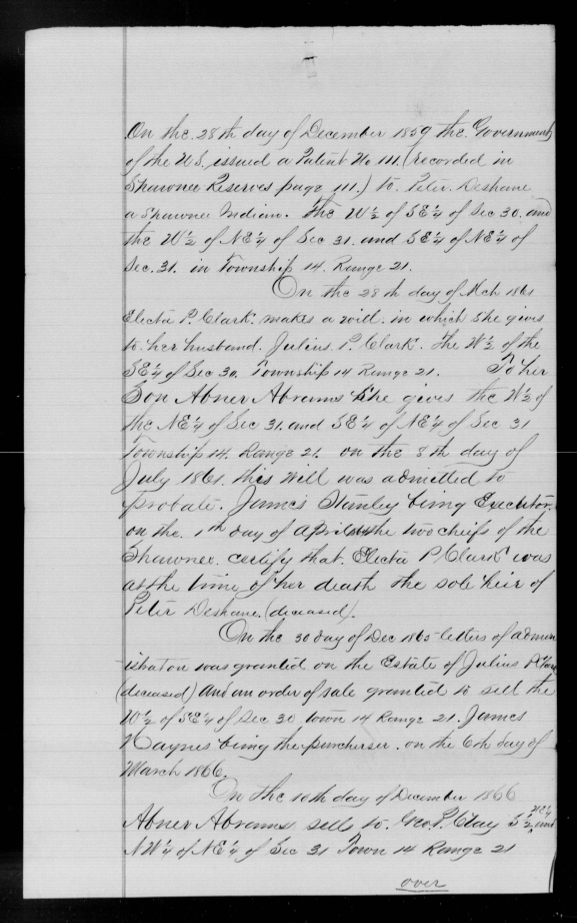 On the 28th day of December 1859 the Government
of the U.S. issued a Patent No 111. (recorded in
Shawnee Reserves page 111.) to Peter Deshane
a Shawnee Indian. The W½ of SE¼ of Sec 30. and
the W½ of NE¼ of Sec 31. and SE¼ of NE¼ of
Sec. 31. in Township 14. Range 21.
On the 28th day of Mch 1861
Electa P. Clark. makes a will. in which she gives
to her husband. Julius P. Clark. The W½ of the
SE¼ of Sec 30. Township 14 Range 21. To her
Son Abner Abrams She gives the W½ of
the NE¼ of Sec 31. and SE¼ of NE¼ of Sec 31
Township 14. Range 21. on the 8th day of
July 1861. this will was admitted to
probate. James Stanley being Executor.
on the. 1th day of April the two cheifs of the
Shawnee. certify that. Electa P Clark was
at the time of her death the sole heir of
Peter Deshane. (deceased).
On the 30 day of Dec 1865 letters of admin
istration was granted on the Estate of Julius P
(deceased) and an order of sale granted to sell the
W½ of SE¼ of Sec 30. town 14 Range 21. James
Haynes being the purcherser. on the 6th day of
March 1866.
On the 10th day of December 1866
Abner Abrams sells to. Geo. P. Clay S½ NE¼ and
NW¼ of NE¼ of Sec 31 Town 14 Range 21
over